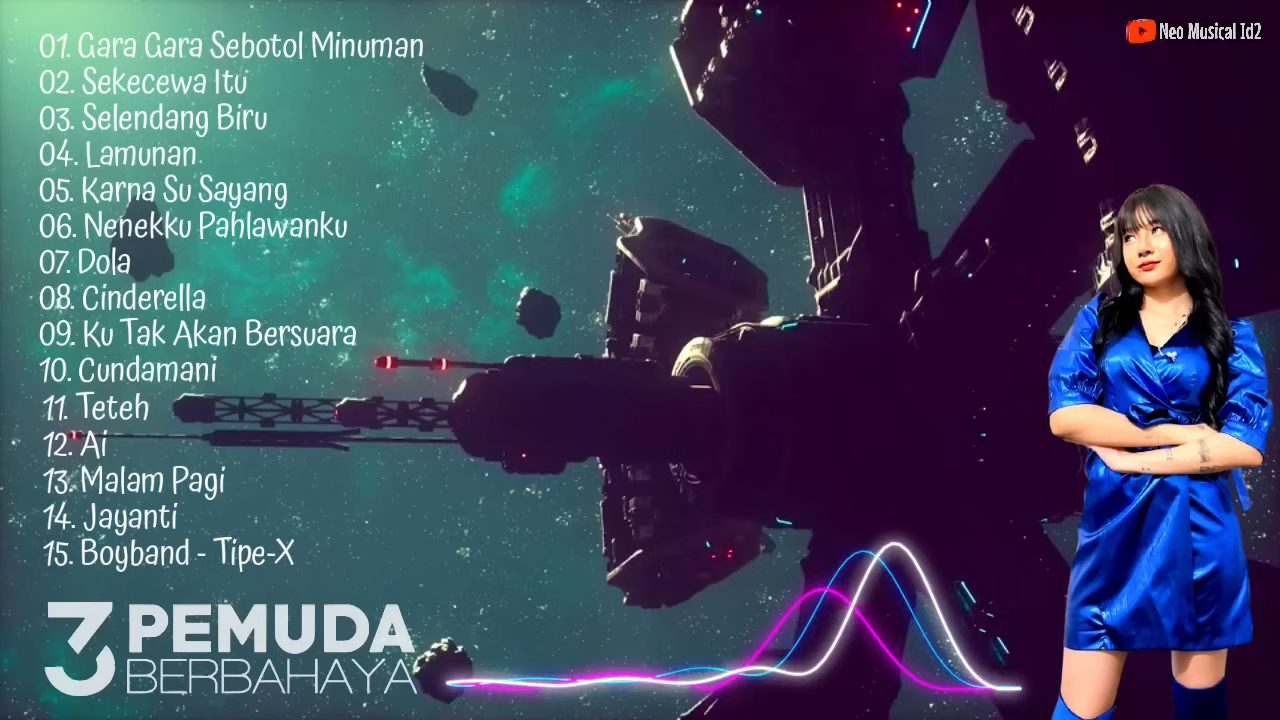 01. Gara Gara Sebotol Minuman
02. Sekecewa Itu
03. Selendang Biru
04. Lamunan
05. Karna Su Sayang
06. Nenekku Pahlawanku
07. Dola
08. Cinderella
09. Ku Tak Akan Bersuara
10. Cundamani
11. Teteh
12. Ai
13. Malam Pagi
14. Jayanti
15. Boyband - Tipe-X
3 PEMUDA
BERBAHAYA
Neo Musical Id2